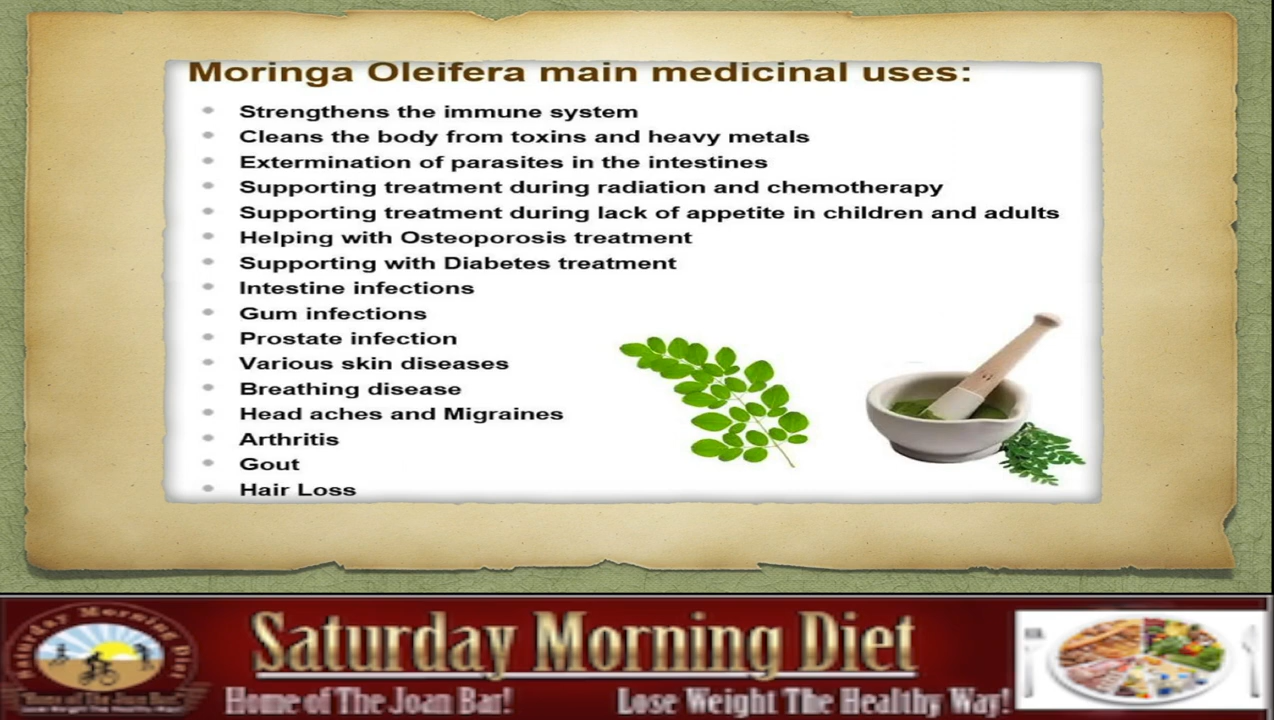 Moringa Oleifera main medicinal uses:
Strengthens the immune system
Cleans the body from toxins and heavy metals
Extermination of parasites in the intestines
Supporting treatment during radiation and chemotherapy
Supporting treatment during lack of appetite in children and adults
Helping with Osteoporosis treatment
Supporting with Diabetes treatment
Intestine infections
Gum infections
Prostate infection
Various skin diseases
Breathing disease
Head aches and Migraines
Arthritis
Gout
Hair Loss
Saturday Morning Diet
Saturday Morning Diet
Home of The Joan Bar!
Lose Weight The Healthy Way!